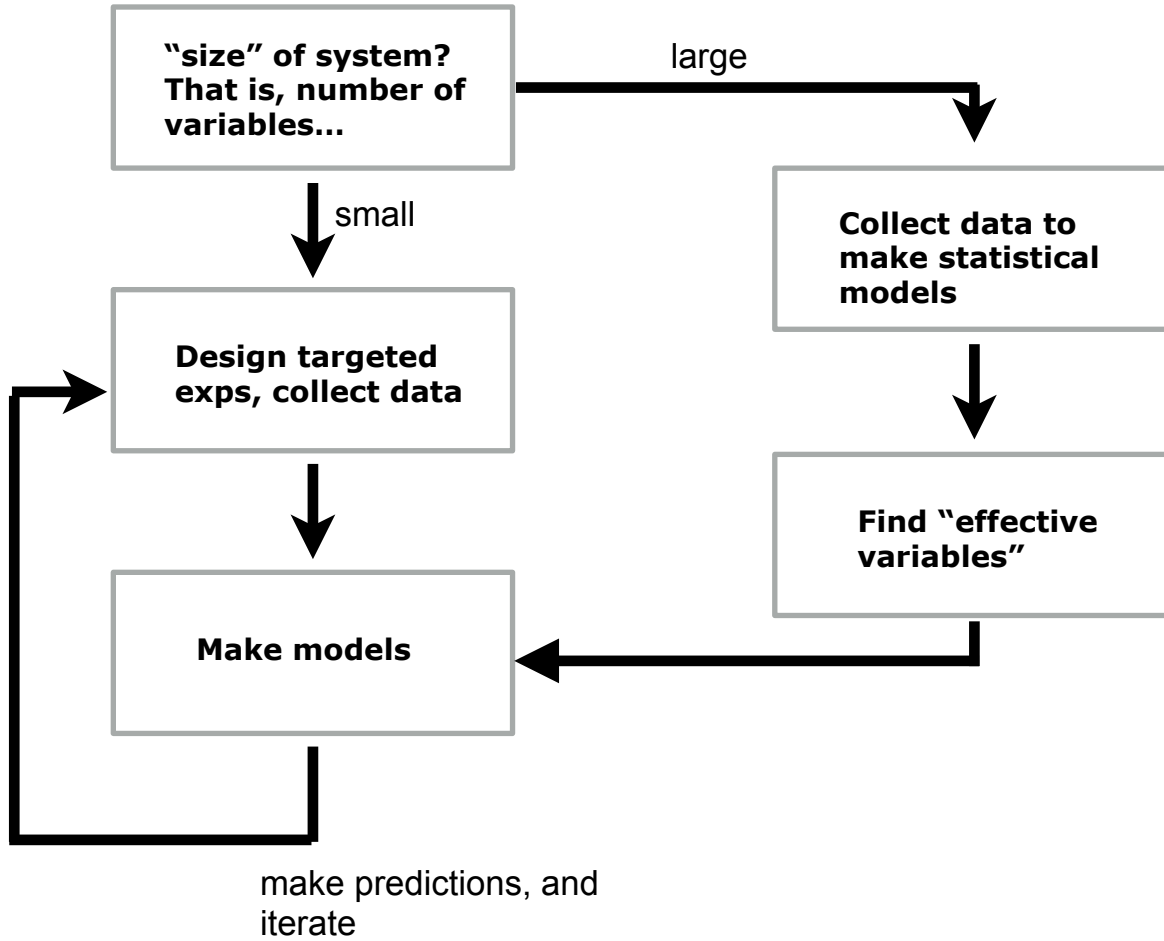 “size” of system?
That is, number of
variables...
large
small
Collect data to
make statistical
models
Design targeted
exps, collect data
Find “effective
variables”
Make models
make predictions, and
iterate